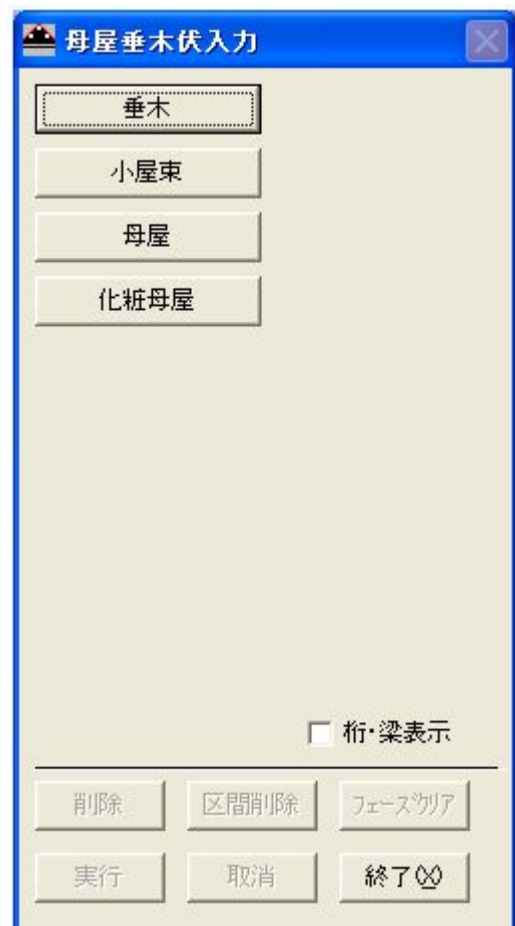 母屋垂木伏入力
垂木
小屋束
母屋
化粧母屋
桁・梁表示
削除 区間削除 フェーズクリア
実行 取消 終了(X)